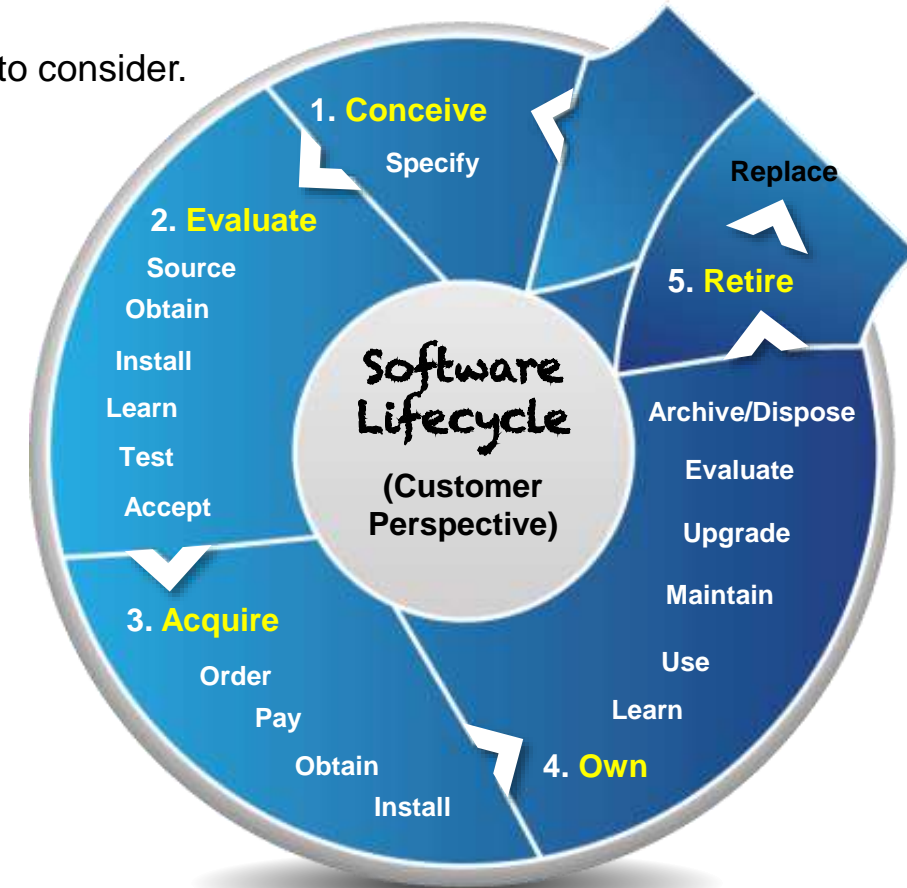 to consider.
1. Conceive
Specify
2. Evaluate
Source
Obtain
Install
Learn
Test
Accept
3. Acquire
Order
Pay
Obtain
Install
4. Own
Learn
Use
Maintain
Upgrade
Evaluate
Archive/Dispose
5. Retire
Replace
Software
Lifecycle
(Customer
Perspective)